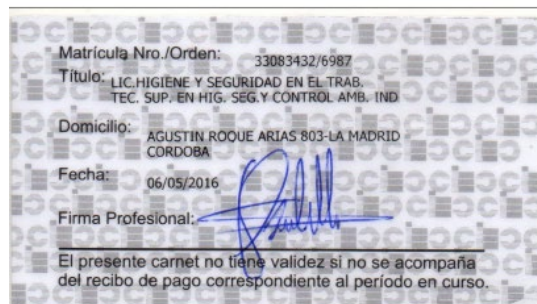 Matrícula Nro./Orden: 33083432/6987
Título: LIC.HIGIENE Y SEGURIDAD EN EL TRAB.
TEC. SUP. EN HIG. SEG.Y CONTROL AMB. IND
Domicilio: AGUSTIN ROQUE ARIAS 803-LA MADRID
CORDOBA
Fecha: 06/05/2016
Firma Profesional:
El presente carnet no tiene validez si no se acompaña
del recibo de pago correspondiente al período en curso.